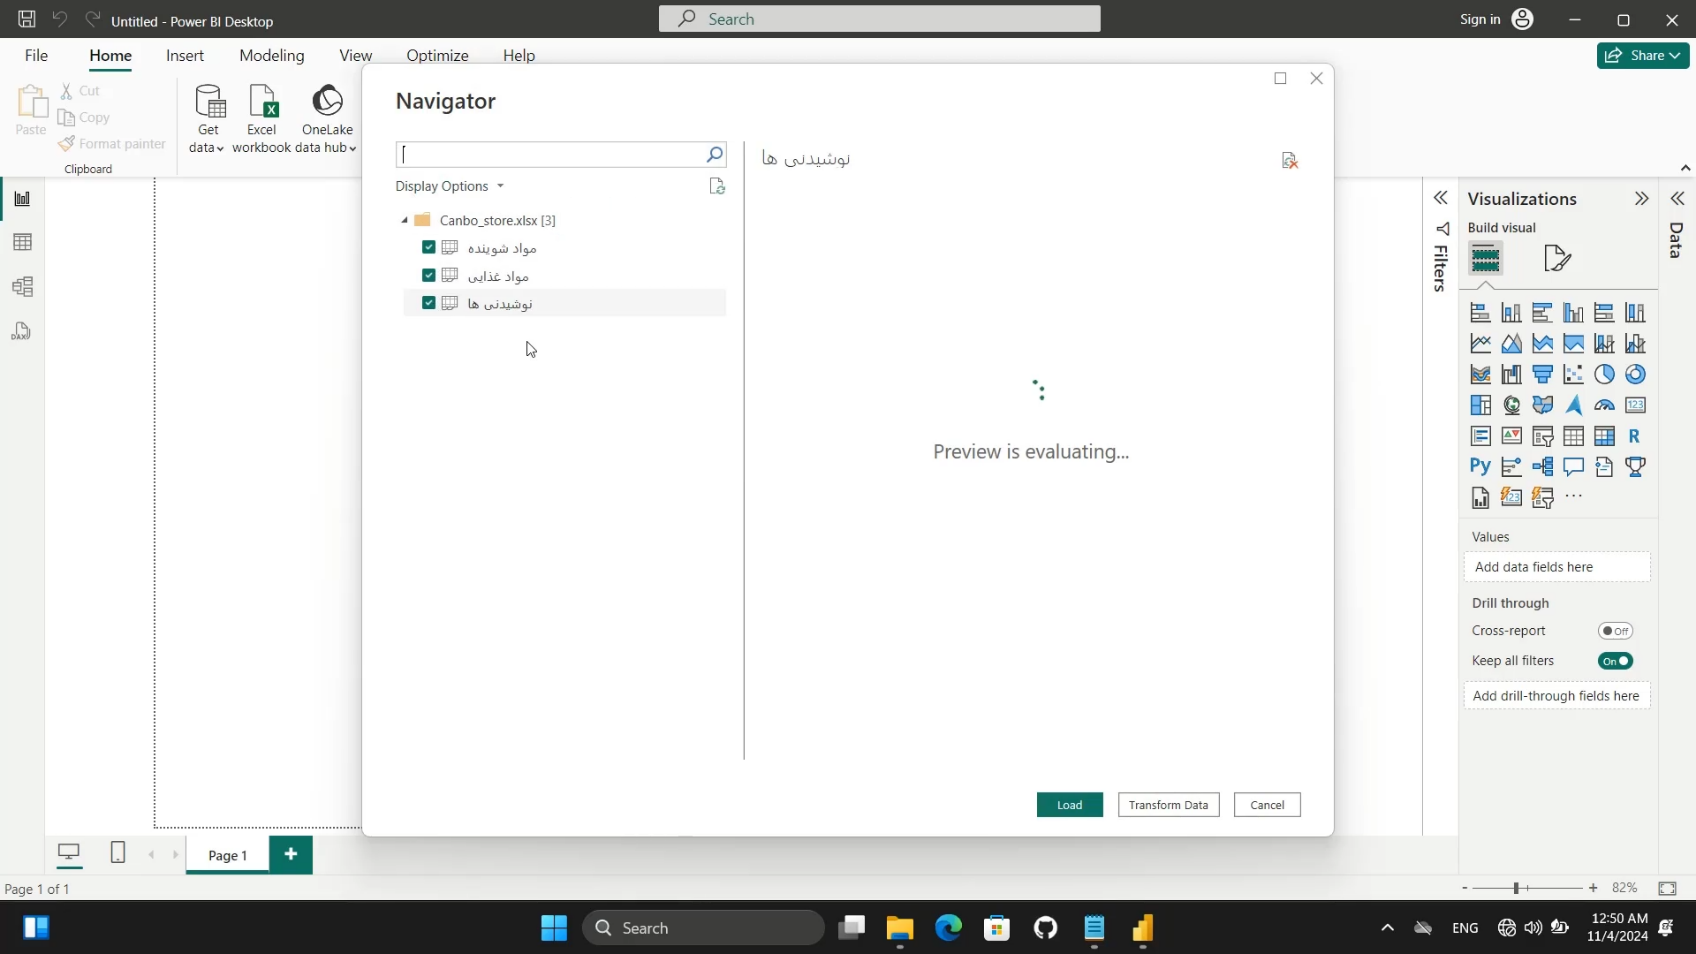 Untitled - Power BI Desktop
Search
Sign in
File
Home
Insert
Modeling
View
Optimize
Help
Share
Paste
Cut
Copy
Format painter
Clipboard
Get data
Excel workbook
OneLake data hub
Navigator
Display Options
Canbo_store.xlsx [3]
مواد شوینده
مواد غذایی
نوشیدنی ها
نوشیدنی ها
Preview is evaluating...
Load
Transform Data
Cancel
Filters
Visualizations
Build visual
123
R
Py
123
Values
Add data fields here
Drill through
Cross-report
Off
Keep all filters
On
Add drill-through fields here
Data
DAX
Page 1
Page 1 of 1
82%
Search
ENG
12:50 AM
11/4/2024